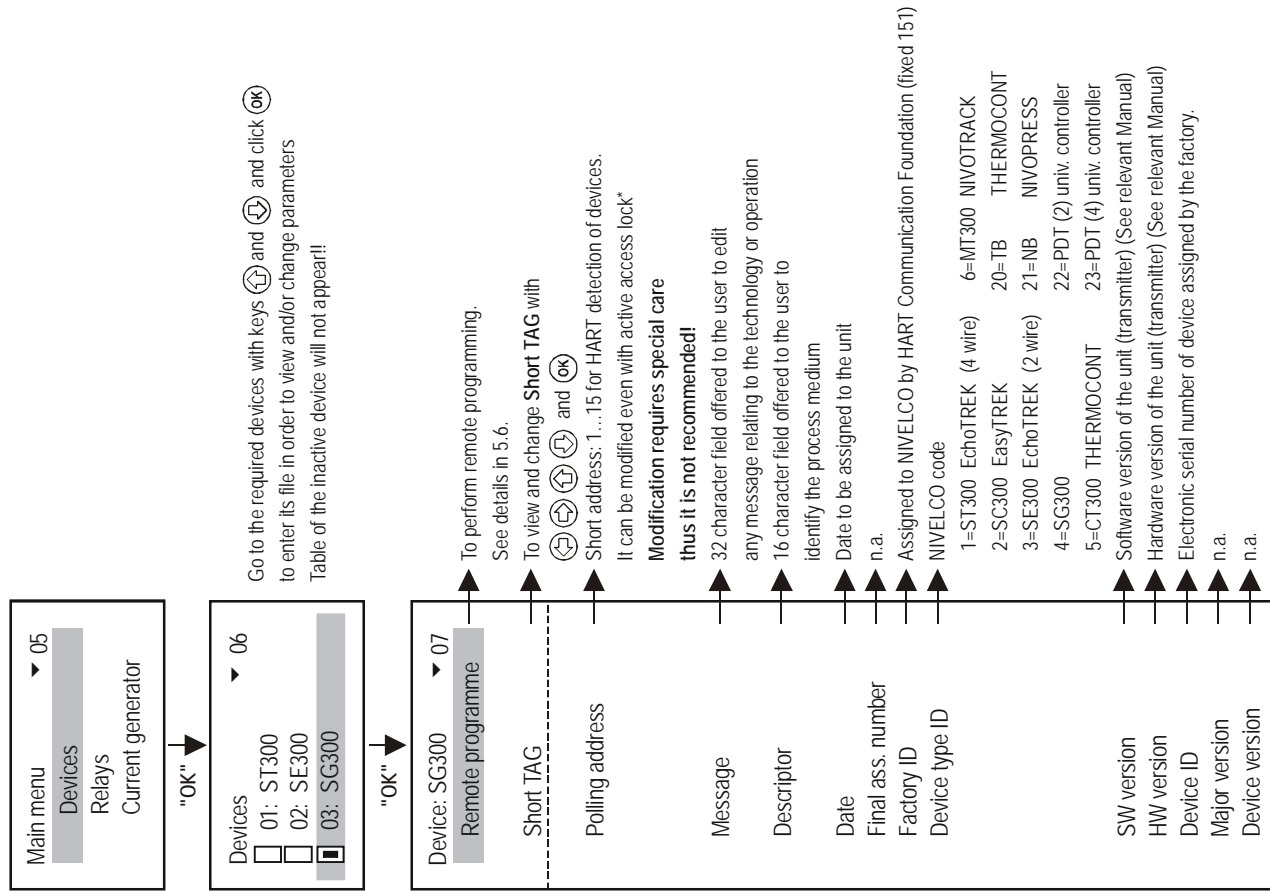 Main menu ▼ 05
Devices
Relays
Current generator
"OK"
Devices ▼ 06
01: ST300
02: SE300
03: SG300
Go to the required devices with keys ⇧ and ⇩ and click OK
to enter its file in order to view and/or change parameters
Table of the inactive device will not appear!!
"OK"
Device: SG300 ▼ 07
Remote programme
To perform remote programming.
See details in 5.6.
Short TAG
To view and change Short TAG with
⇦ ⇨ ⇧ ⇩ and OK
Polling address
Short address: 1…15 for HART detection of devices.
It can be modified even with active access lock*
Modification requires special care
thus it is not recommended!
Message
32 character field offered to the user to edit
any message relating to the technology or operation
Descriptor
16 character field offered to the user to
identify the process medium
Date
Date to be assigned to the unit
Final ass. number
n.a.
Factory ID
Assigned to NIVELCO by HART Communication Foundation (fixed 151)
Device type ID
NIVELCO code
1=ST300 EchoTREK (4 wire) 6=MT300 NIVOTRACK
2=SC300 EasyTREK 20=TB THERMOCONT
3=SE300 EchoTREK (2 wire) 21=NB NIVOPRESS
4=SG300 22=PDT (2) univ. controller
5=CT300 THERMOCONT 23=PDT (4) univ. controller
SW version
Software version of the unit (transmitter) (See relevant Manual)
HW version
Hardware version of the unit (transmitter) (See relevant Manual)
Device ID
Electronic serial number of device assigned by the factory.
Major version
n.a.
Device version
n.a.